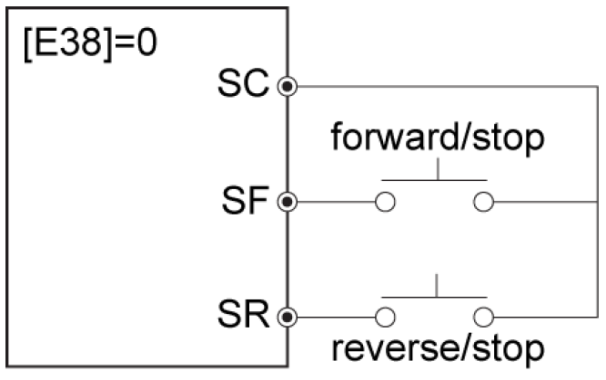 [E38]=0
SC
forward/stop
SF
SR
reverse/stop